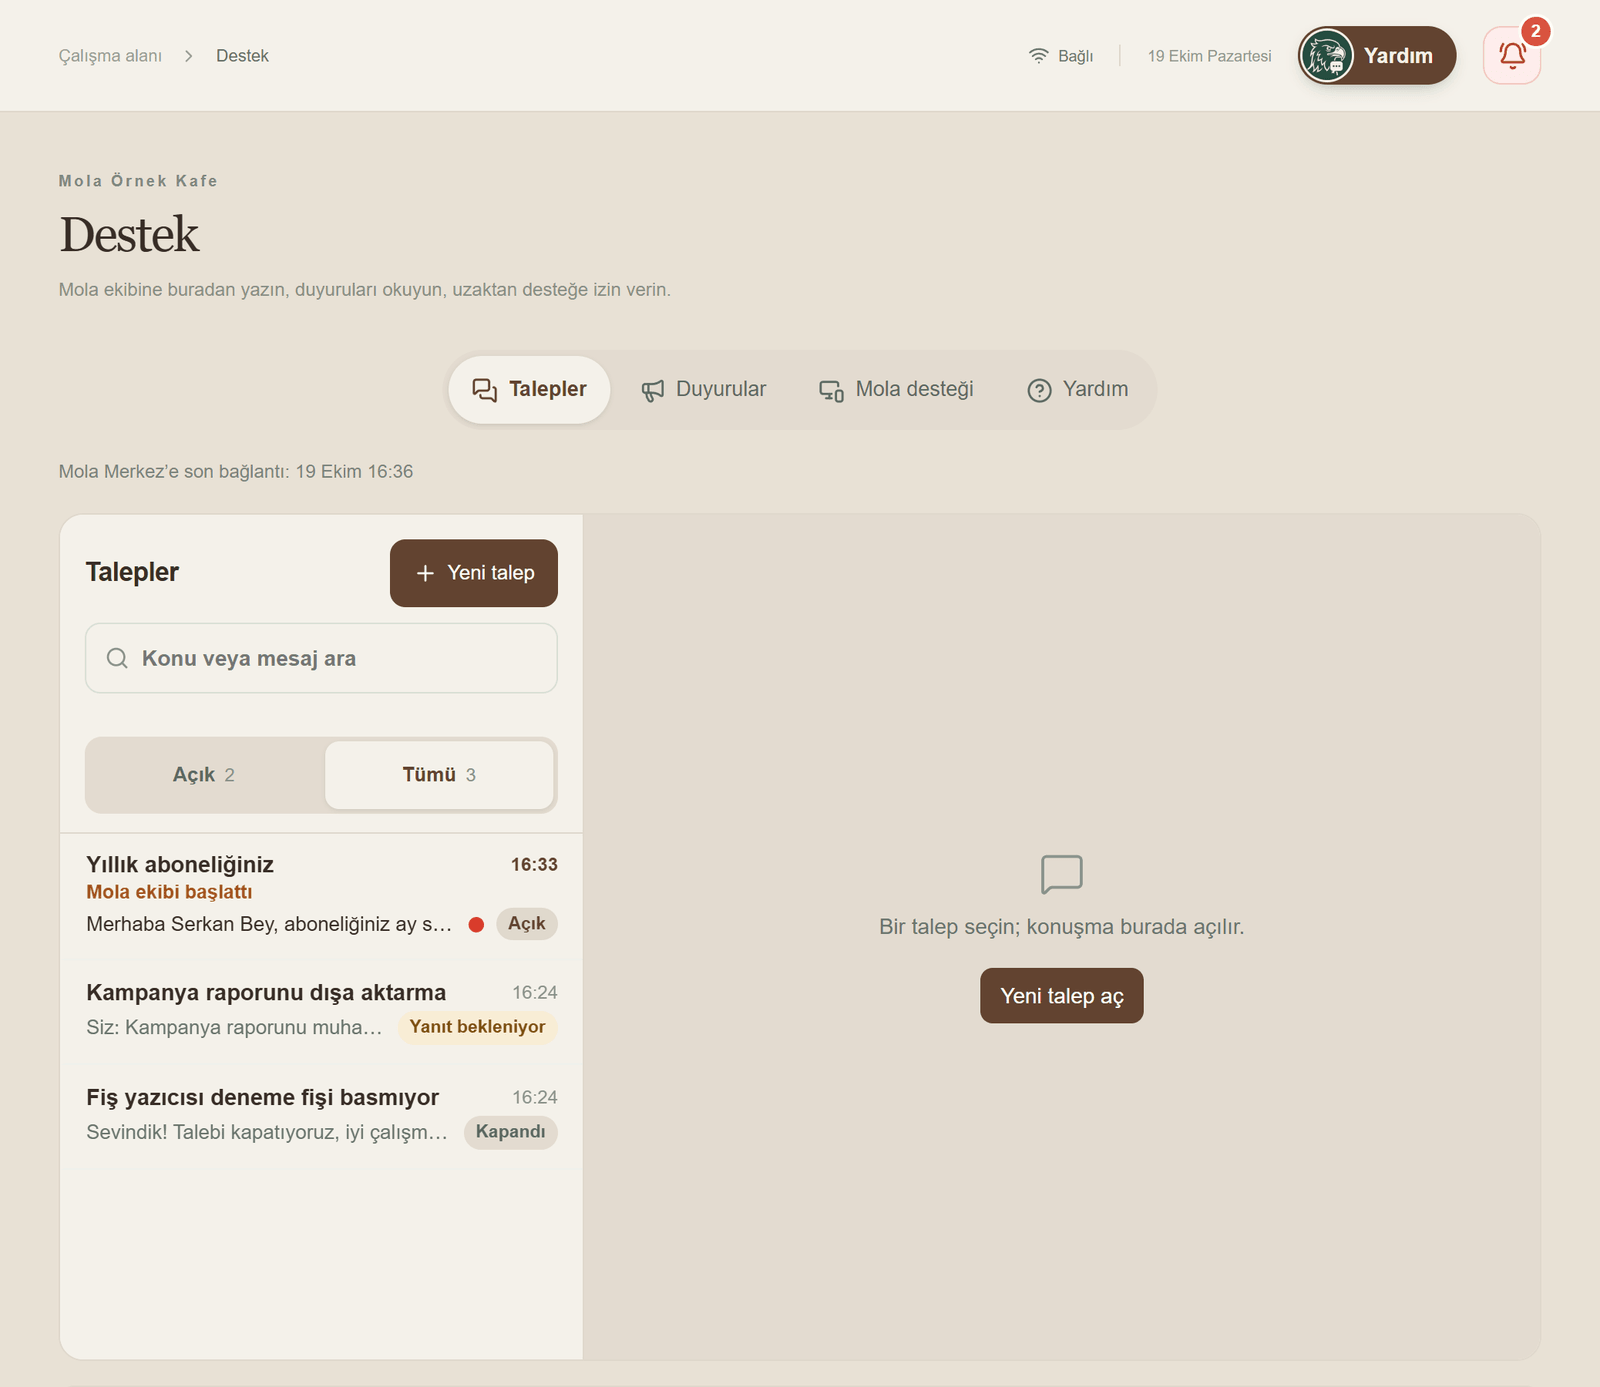 Çalışma alanı > Destek
Bağlı
19 Ekim Pazartesi
Yardım
2
Mola Örnek Kafe
Destek
Mola ekibine buradan yazın, duyuruları okuyun, uzaktan desteğe izin verin.
Talepler
Duyurular
Mola desteği
Yardım
Mola Merkez'e son bağlantı: 19 Ekim 16:36
Talepler
Yeni talep
Konu veya mesaj ara
Açık 2
Tümü 3
Yıllık aboneliğiniz 16:33
Mola ekibi başlattı
Merhaba Serkan Bey, aboneliğiniz ay s… Açık
Kampanya raporunu dışa aktarma 16:24
Siz: Kampanya raporunu muha… Yanıt bekleniyor
Fiş yazıcısı deneme fişi basmıyor 16:24
Sevindik! Talebi kapatıyoruz, iyi çalışm… Kapandı
Bir talep seçin; konuşma burada açılır.
Yeni talep aç